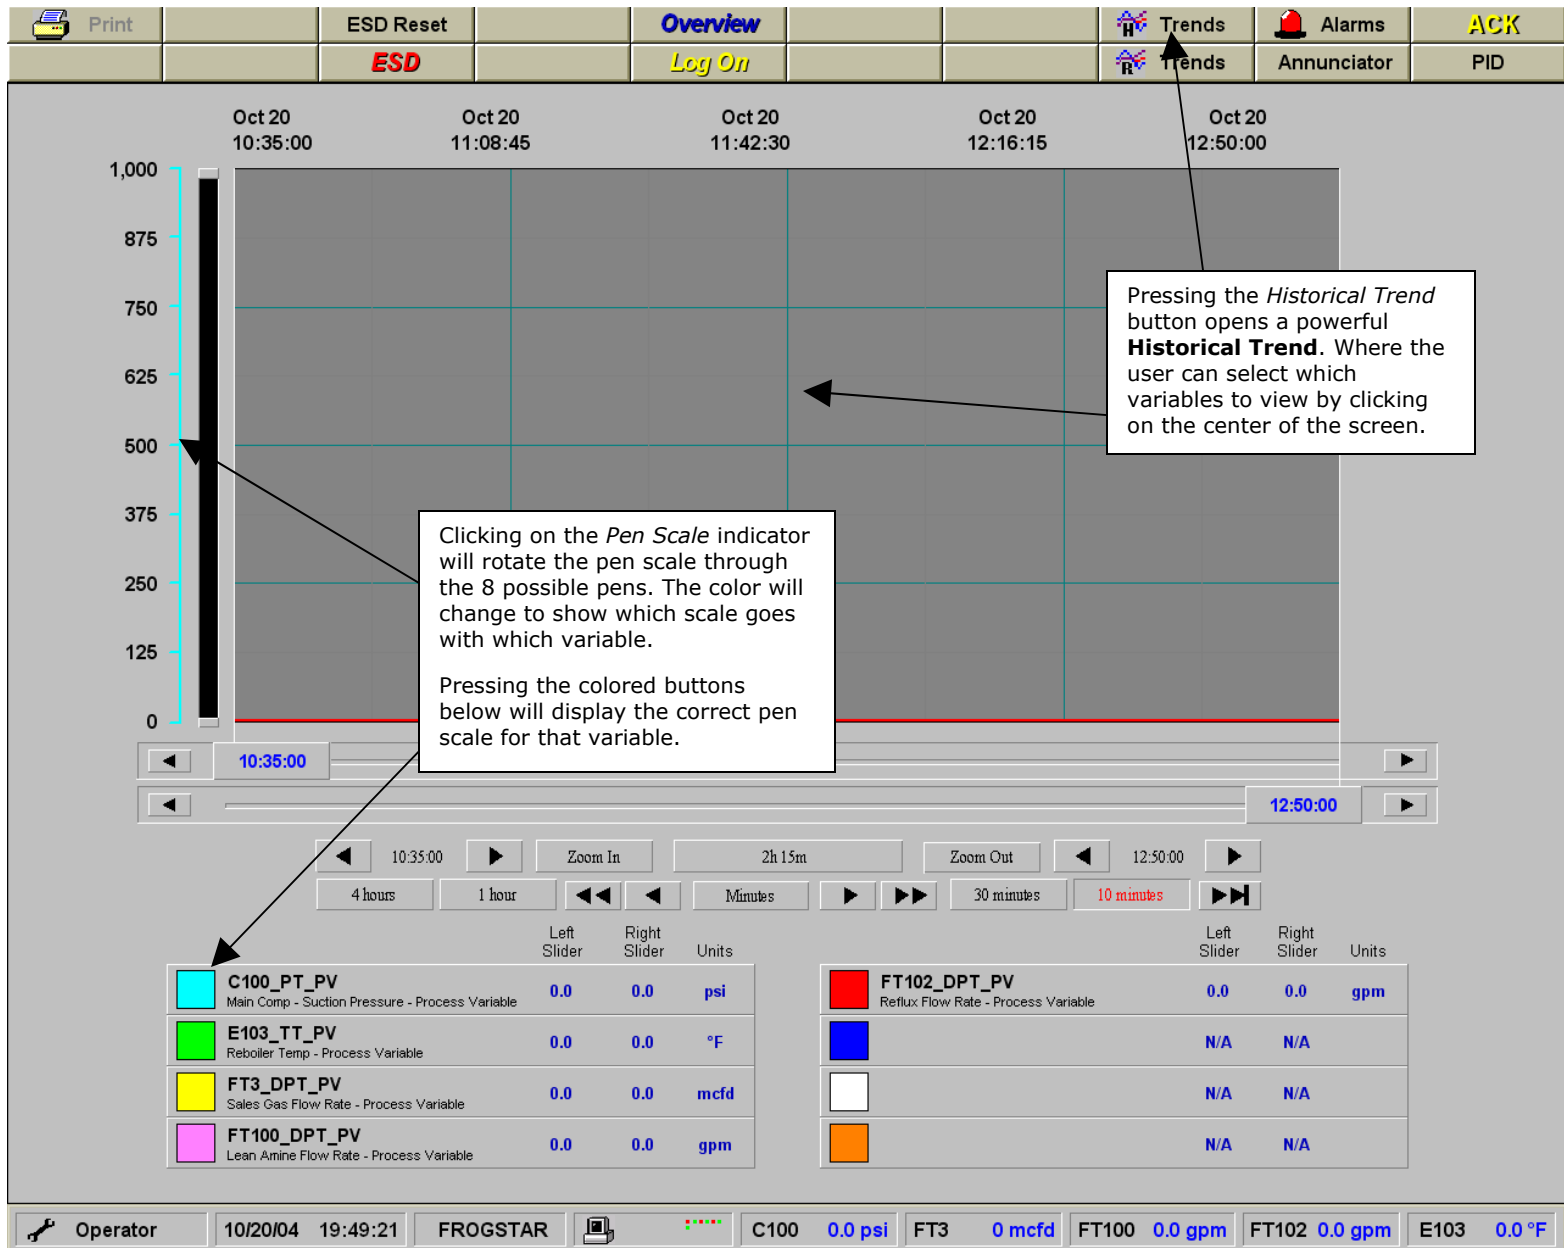 Print
ESD Reset
Overview
Trends
Alarms
ACK
ESD
Log On
Trends
Annunciator
PID
Oct 20
10:35:00
Oct 20
11:08:45
Oct 20
11:42:30
Oct 20
12:16:15
Oct 20
12:50:00
1,000
875
750
625
500
375
250
125
0
Pressing the Historical Trend
button opens a powerful
Historical Trend. Where the
user can select which
variables to view by clicking
on the center of the screen.
Clicking on the Pen Scale indicator
will rotate the pen scale through
the 8 possible pens. The color will
change to show which scale goes
with which variable.
Pressing the colored buttons
below will display the correct pen
scale for that variable.
10:35:00
12:50:00
10:35:00
Zoom In
2h 15m
Zoom Out
12:50:00
4 hours
1 hour
Minutes
30 minutes
10 minutes
Left Slider
Right Slider
Units
C100_PT_PV
Main Comp - Suction Pressure - Process Variable
0.0 0.0 psi
E103_TT_PV
Reboiler Temp - Process Variable
0.0 0.0 °F
FT3_DPT_PV
Sales Gas Flow Rate - Process Variable
0.0 0.0 mcfd
FT100_DPT_PV
Lean Amine Flow Rate - Process Variable
0.0 0.0 gpm
Left Slider
Right Slider
Units
FT102_DPT_PV
Reflux Flow Rate - Process Variable
0.0 0.0 gpm
N/A N/A
N/A N/A
N/A N/A
Operator
10/20/04 19:49:21
FROGSTAR
C100 0.0 psi
FT3 0 mcfd
FT100 0.0 gpm
FT102 0.0 gpm
E103 0.0 °F